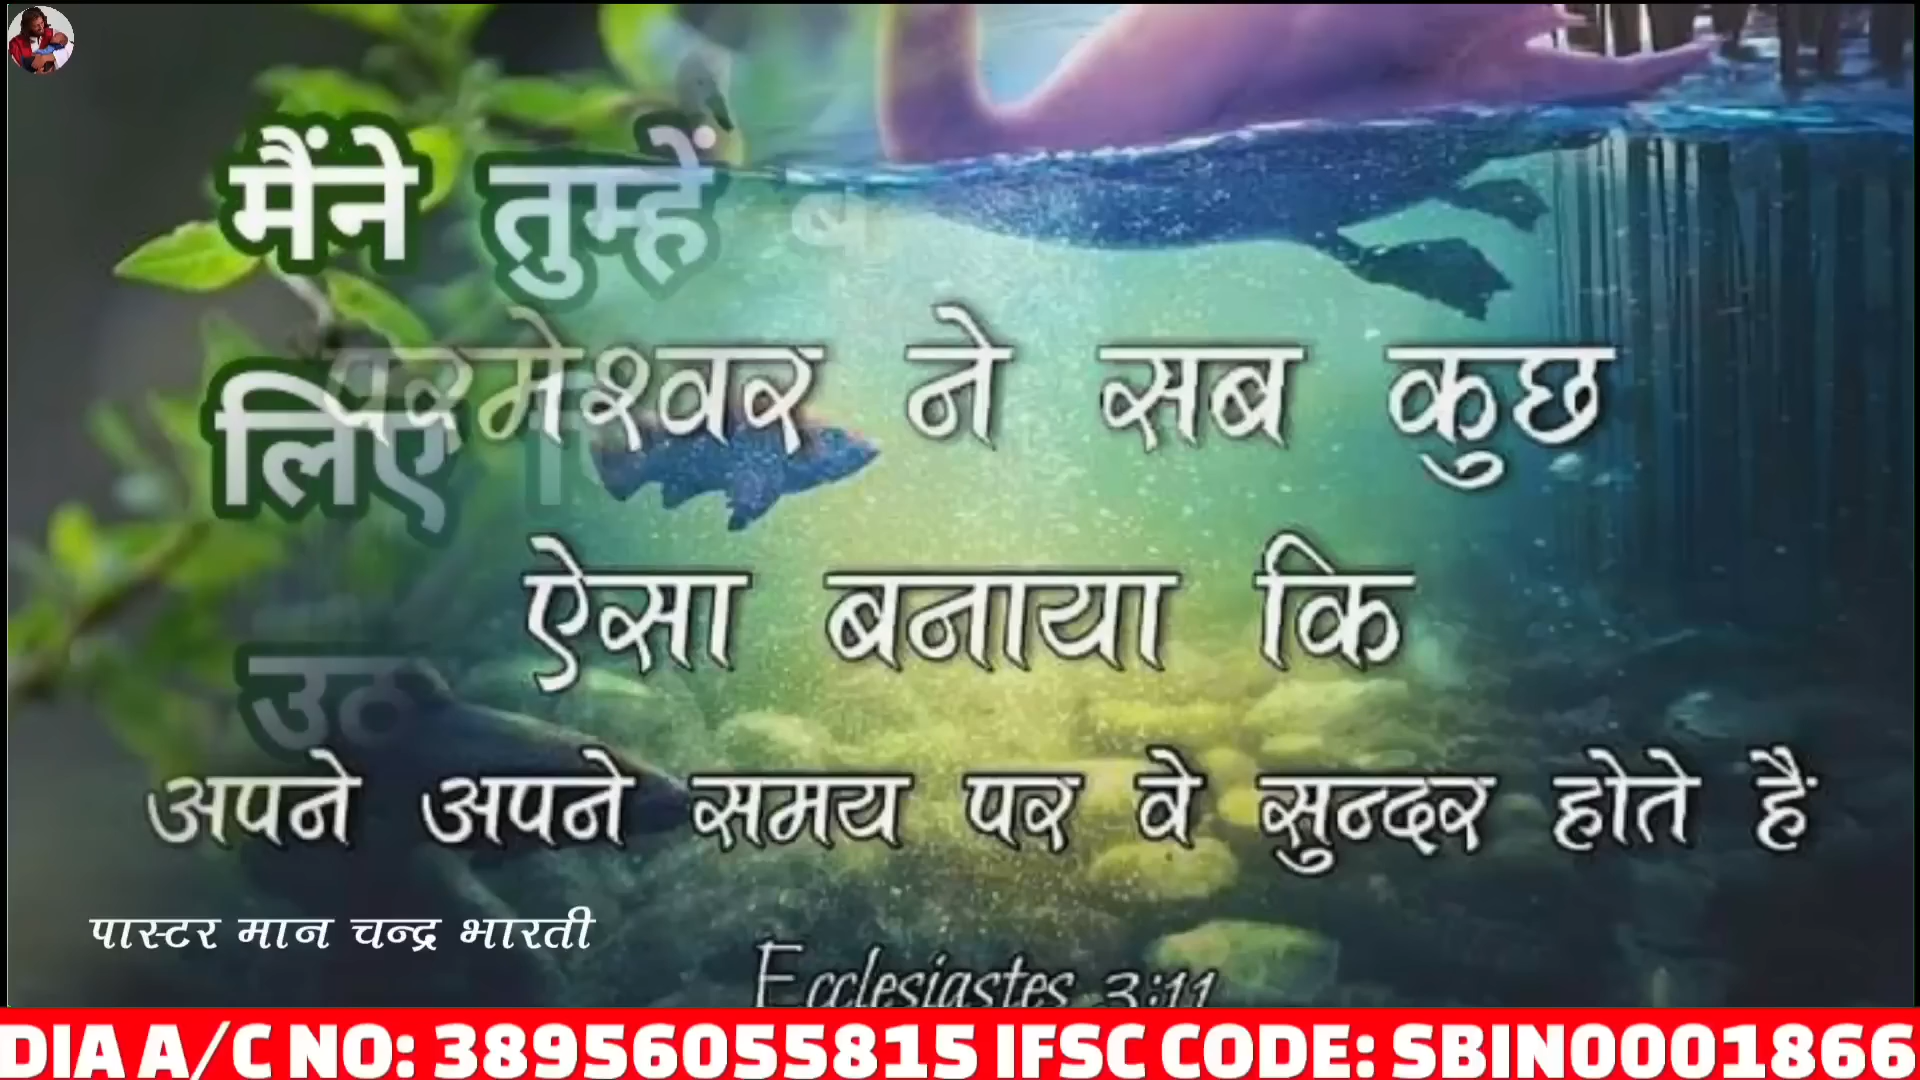 मैंने तुम्हें
लिए
परमेश्वर ने सब कुछ
ऐसा बनाया कि
अपने अपने समय पर वे सुन्दर होते हैं
पास्टर मान चन्द्र भारती
Ecclesiastes 3:11
DIA A/C NO: 38956055815 IFSC CODE: SBIN0001866